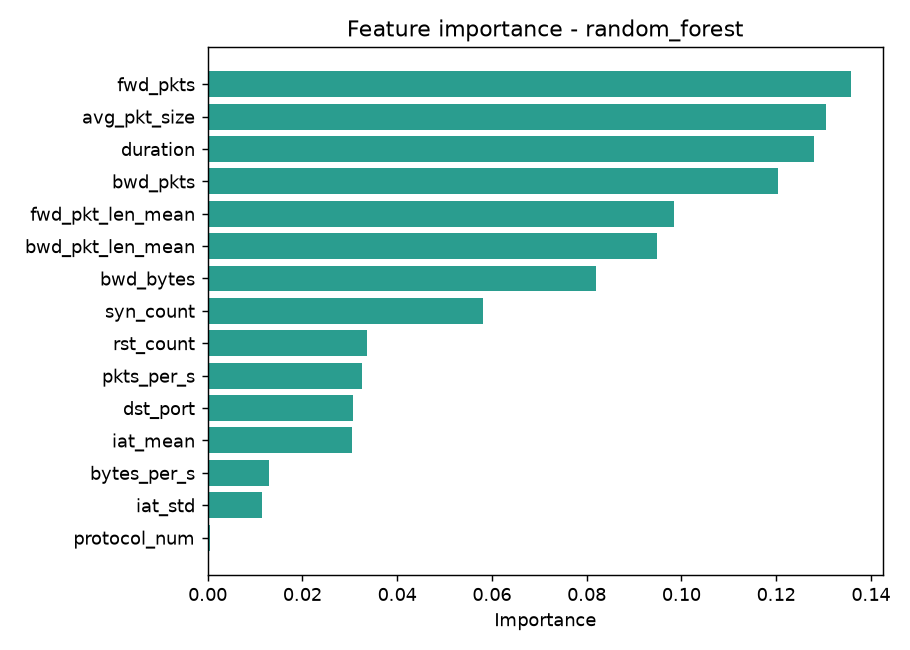 Feature importance - random_forest
fwd_pkts
avg_pkt_size
duration
bwd_pkts
fwd_pkt_len_mean
bwd_pkt_len_mean
bwd_bytes
syn_count
rst_count
pkts_per_s
dst_port
iat_mean
bytes_per_s
iat_std
protocol_num
0.00 0.02 0.04 0.06 0.08 0.10 0.12 0.14
Importance